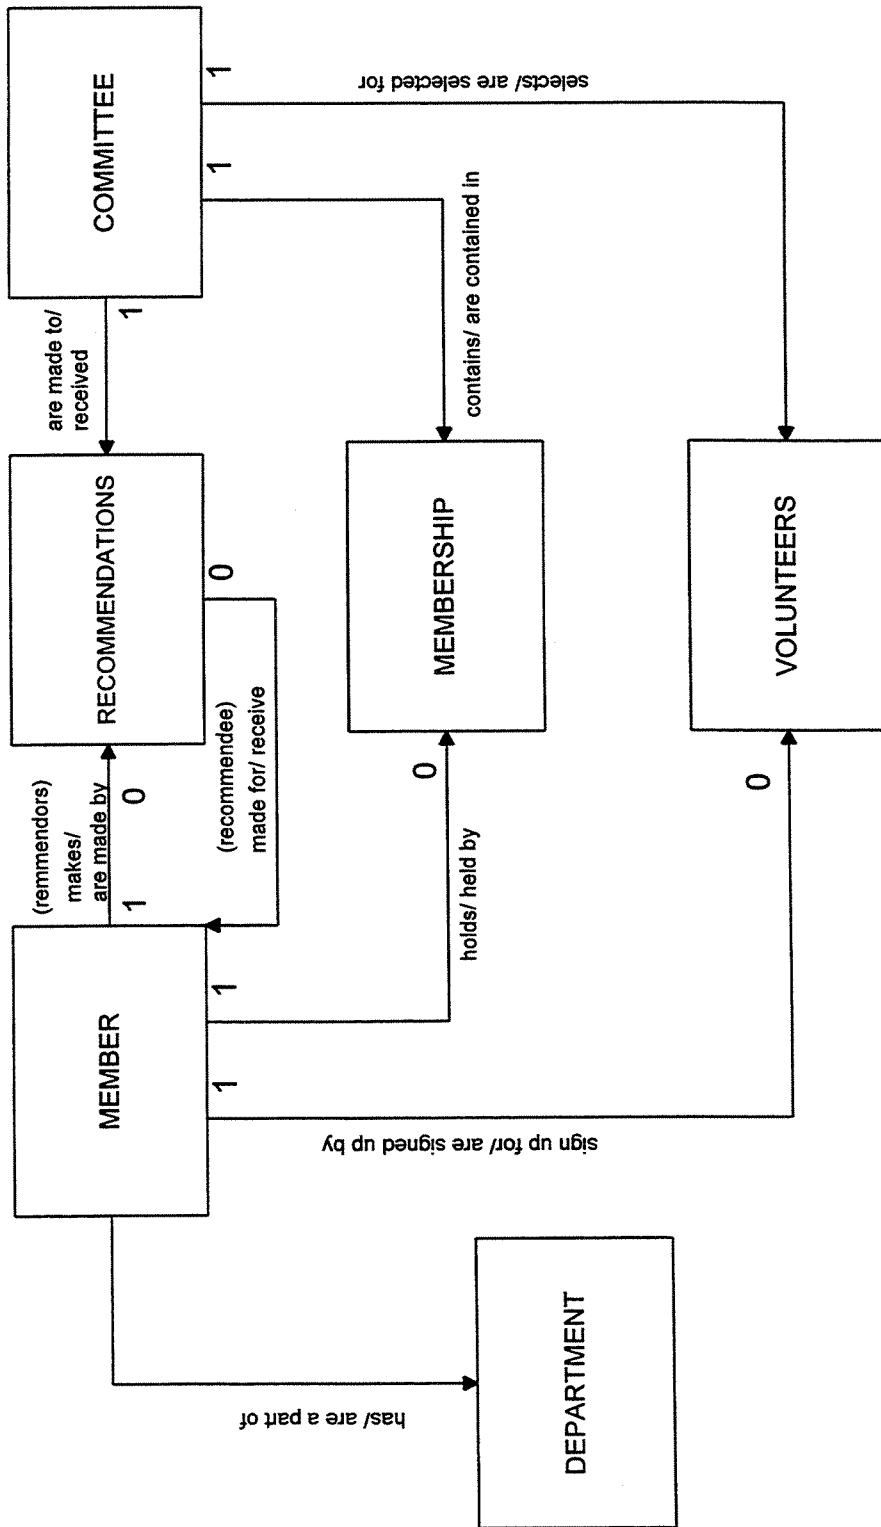 MEMBER
(remmendors)
makes/
are made by
1
0
RECOMMENDATIONS
are made to/
received
1
COMMITTEE
1
1
0
1
1
(recommendee)
made for/ receive
has/ are a part of
sign up for/ are signed up by
holds/ held by
0
MEMBERSHIP
contains/ are contained in
selects/ are selected for
DEPARTMENT
0
VOLUNTEERS